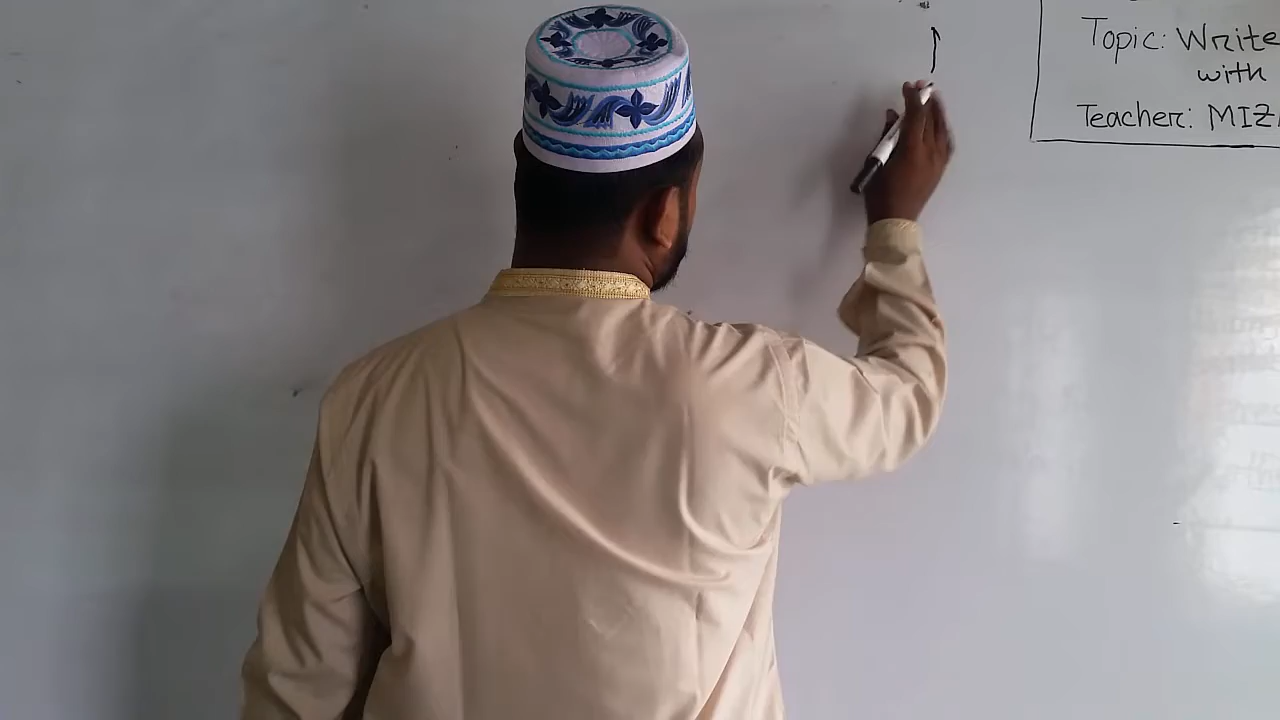 Topic: Write
with
Teacher: MIZ
ا